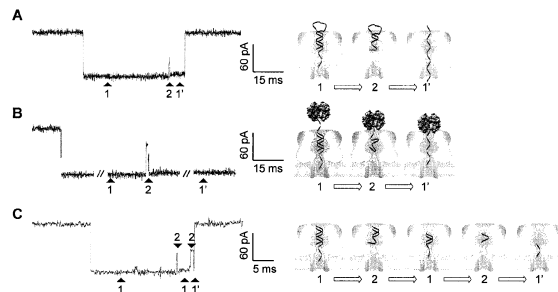 A
1 2 1'
60 pA
15 ms
1 2 1'
B
// //
1 2 1'
60 pA
15 ms
1 2 1'
C
2 2
1 1 1'
60 pA
5 ms
1 2 1 2 1'